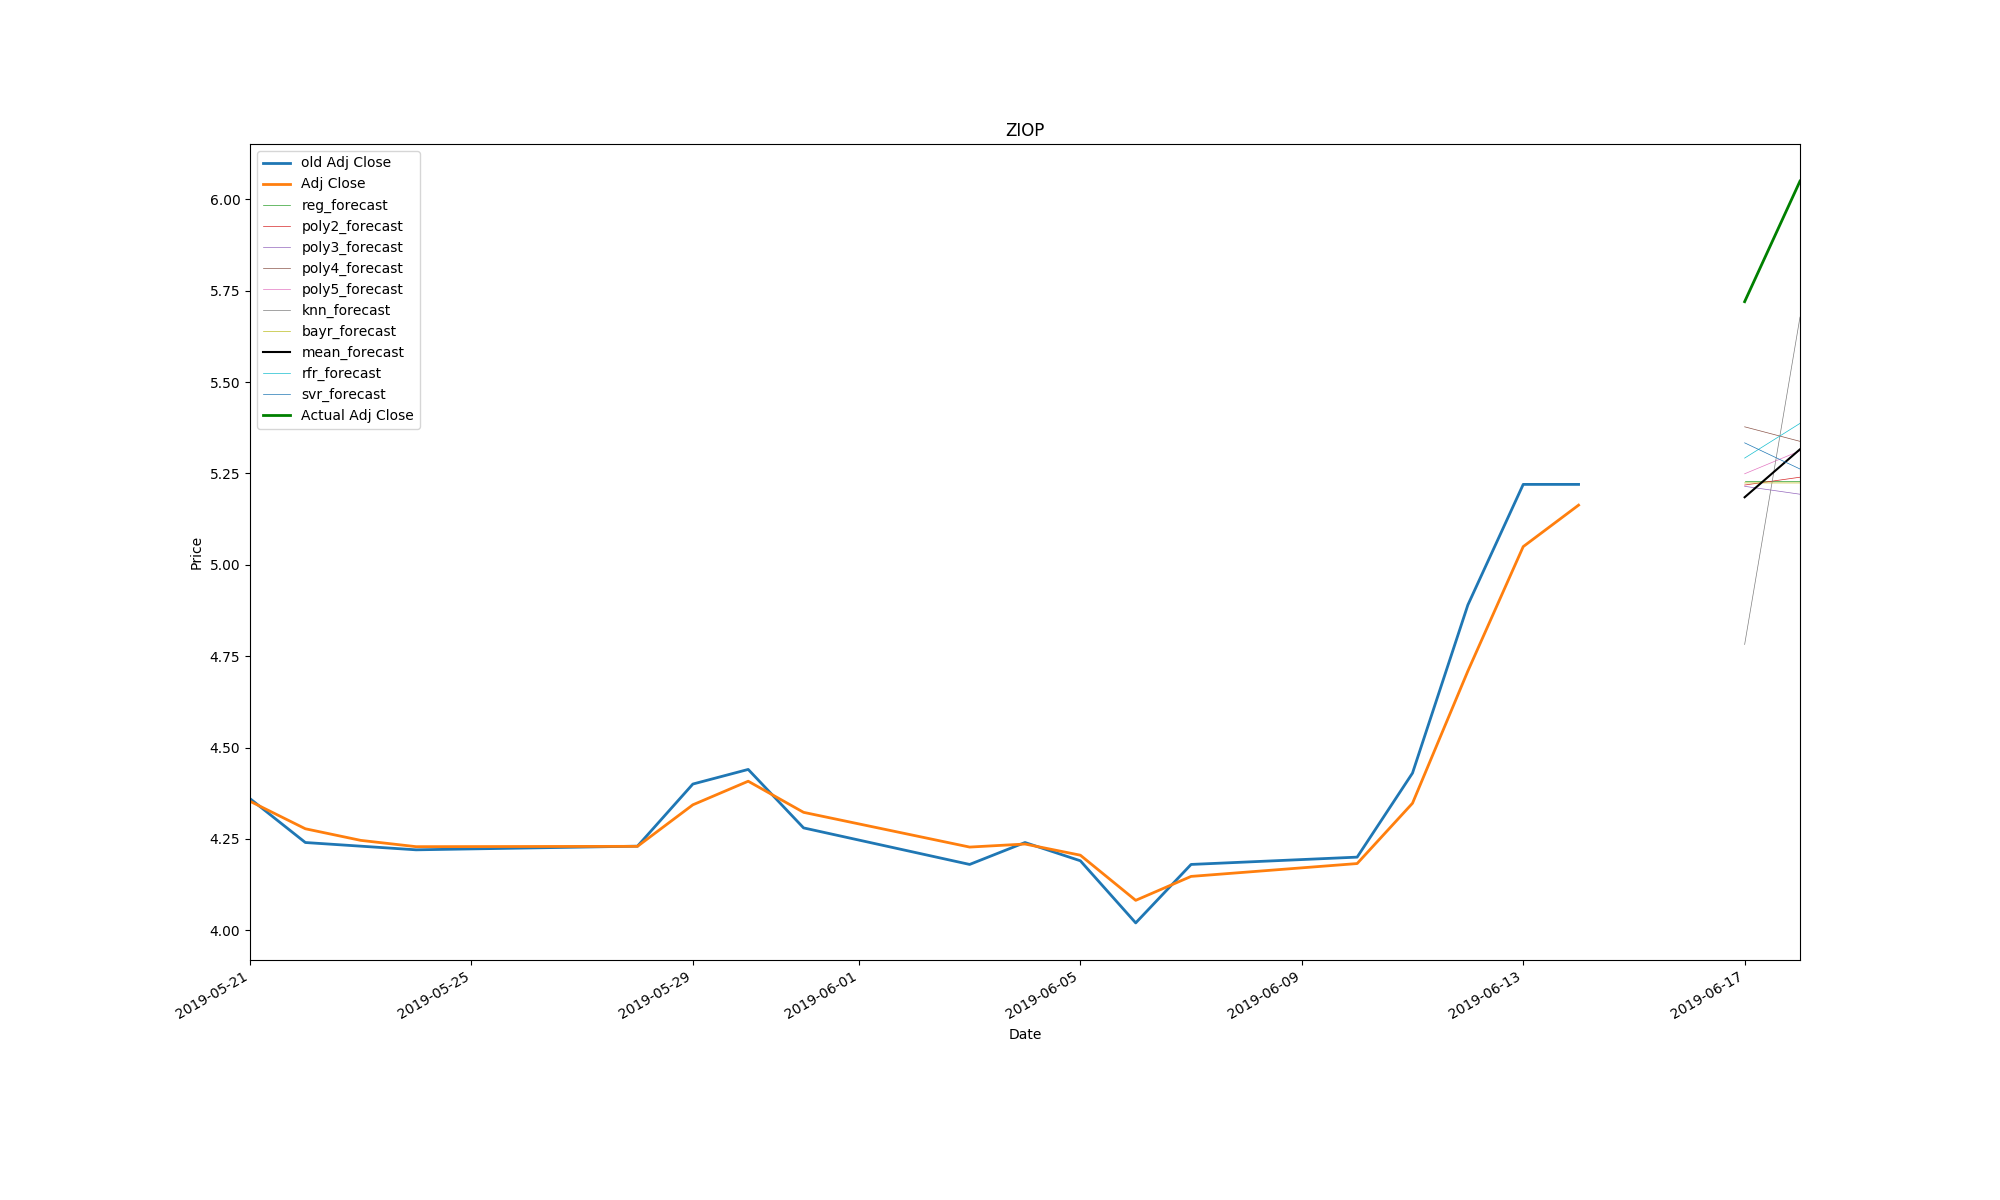 ZIOP
old Adj Close
Adj Close
reg_forecast
poly2_forecast
poly3_forecast
poly4_forecast
poly5_forecast
knn_forecast
bayr_forecast
mean_forecast
rfr_forecast
svr_forecast
Actual Adj Close
6.00
5.75
5.50
5.25
5.00
4.75
4.50
4.25
4.00
Price
2019-05-21
2019-05-25
2019-05-29
2019-06-01
2019-06-05
2019-06-09
2019-06-13
2019-06-17
Date